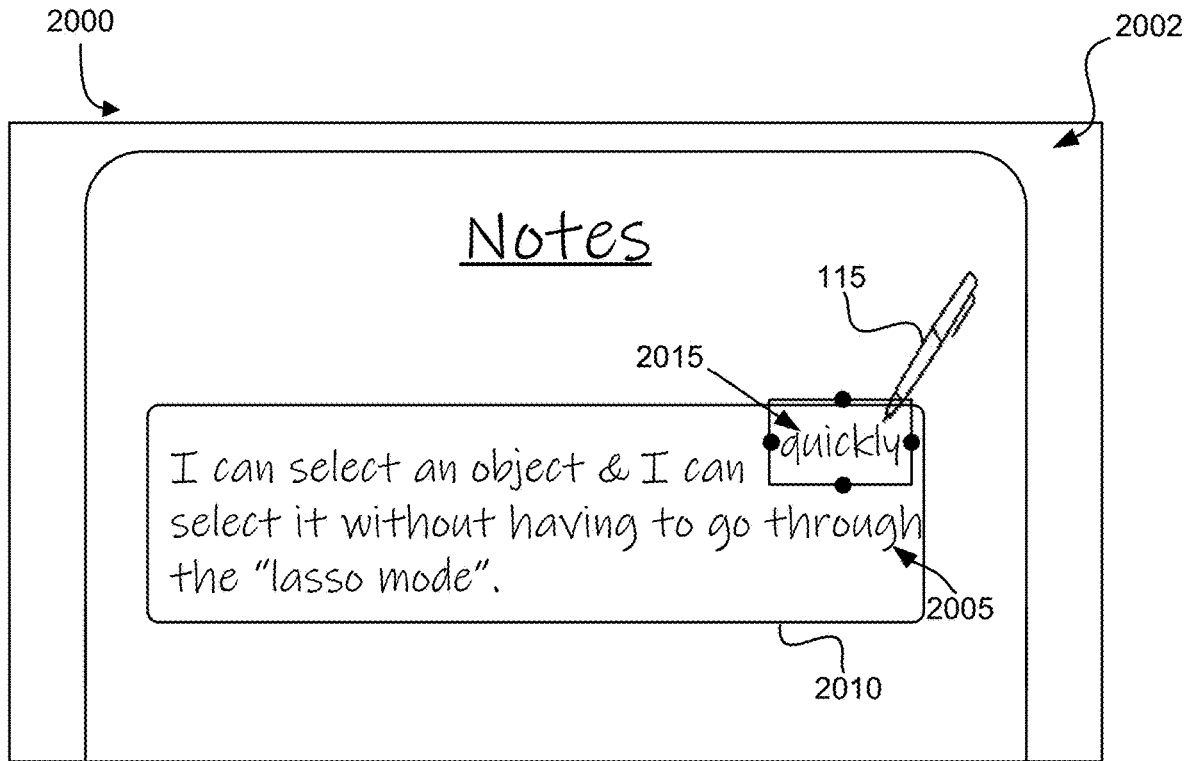 2000
2002
Notes
115
2015
quickly
I can select an object & I can
select it without having to go through
the "lasso mode".
2005
2010